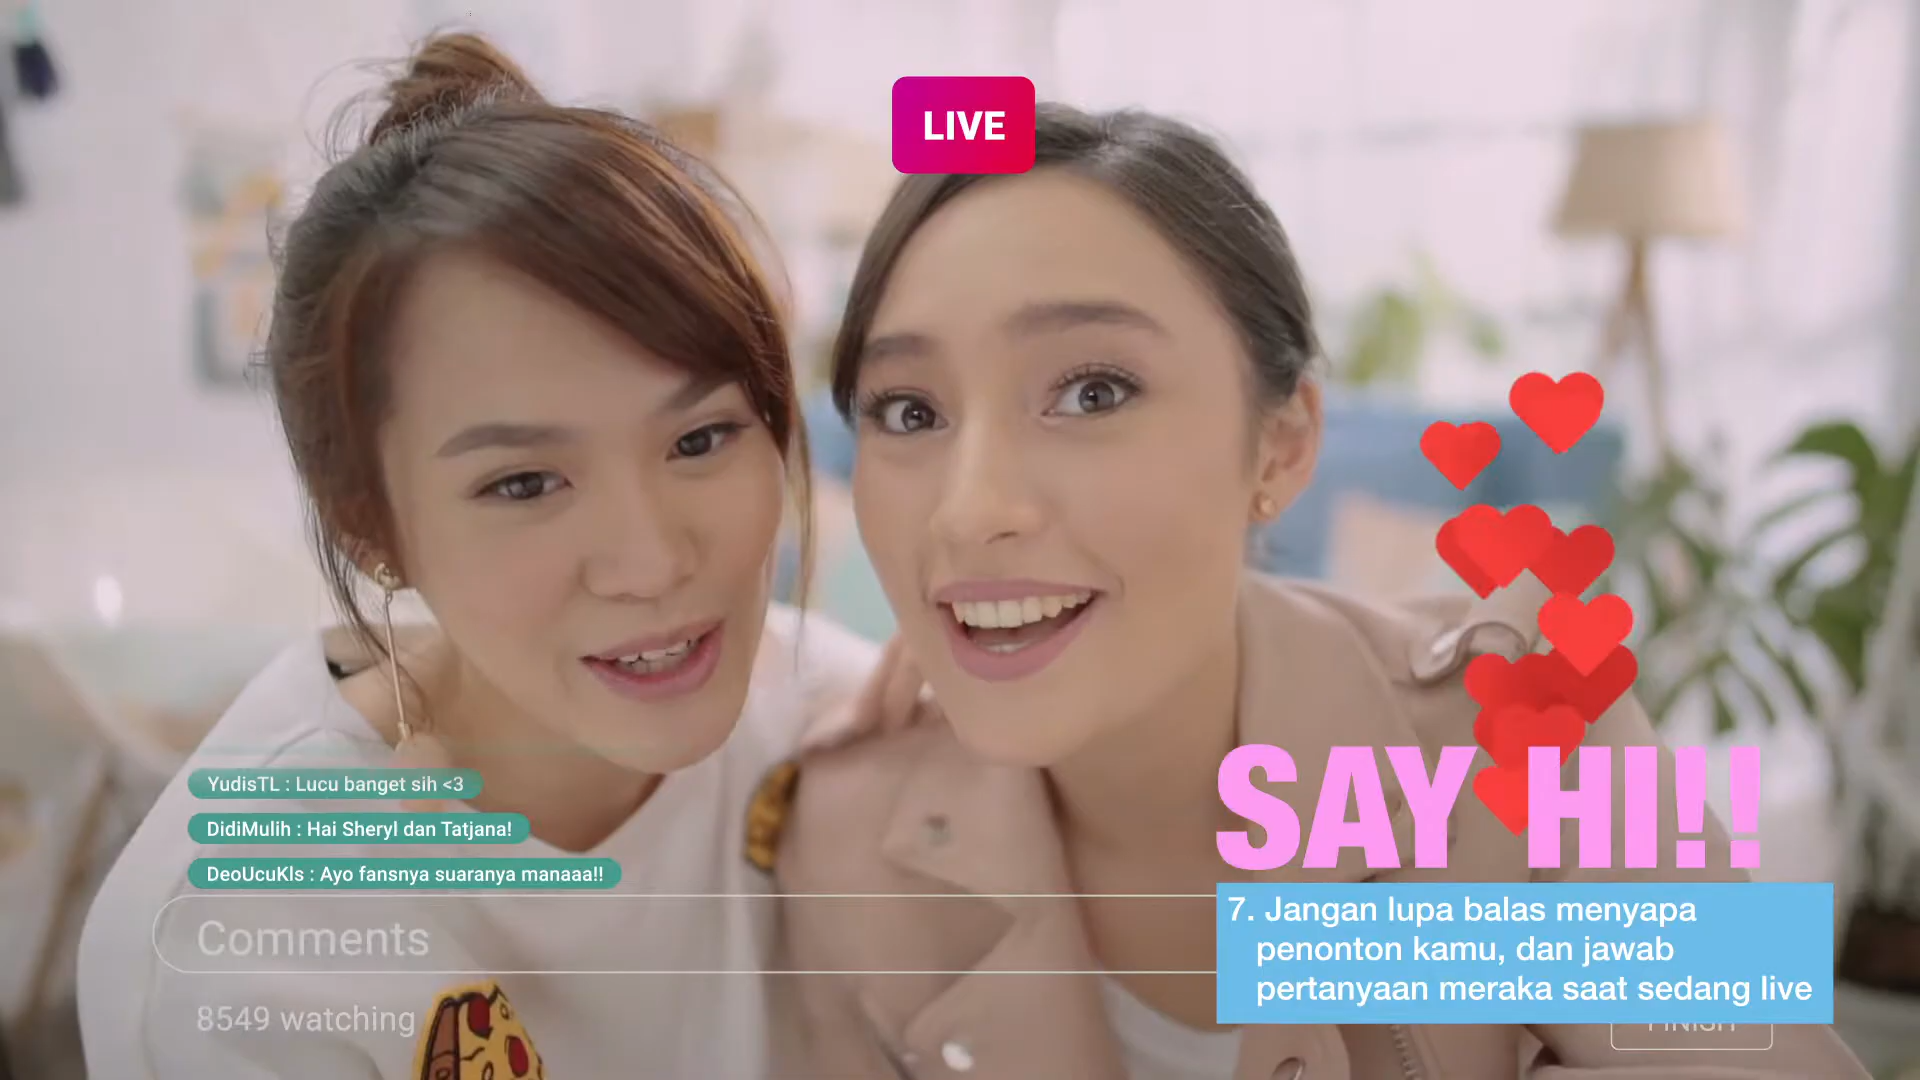 LIVE
YudisTL : Lucu banget sih <3
DidiMulih : Hai Sheryl dan Tatjana!
DeoUcuKls : Ayo fansnya suaranya manaaa!!
Comments
8549 watching
SAY HI!!
7. Jangan lupa balas menyapa
penonton kamu, dan jawab
pertanyaan meraka saat sedang live
FINISH